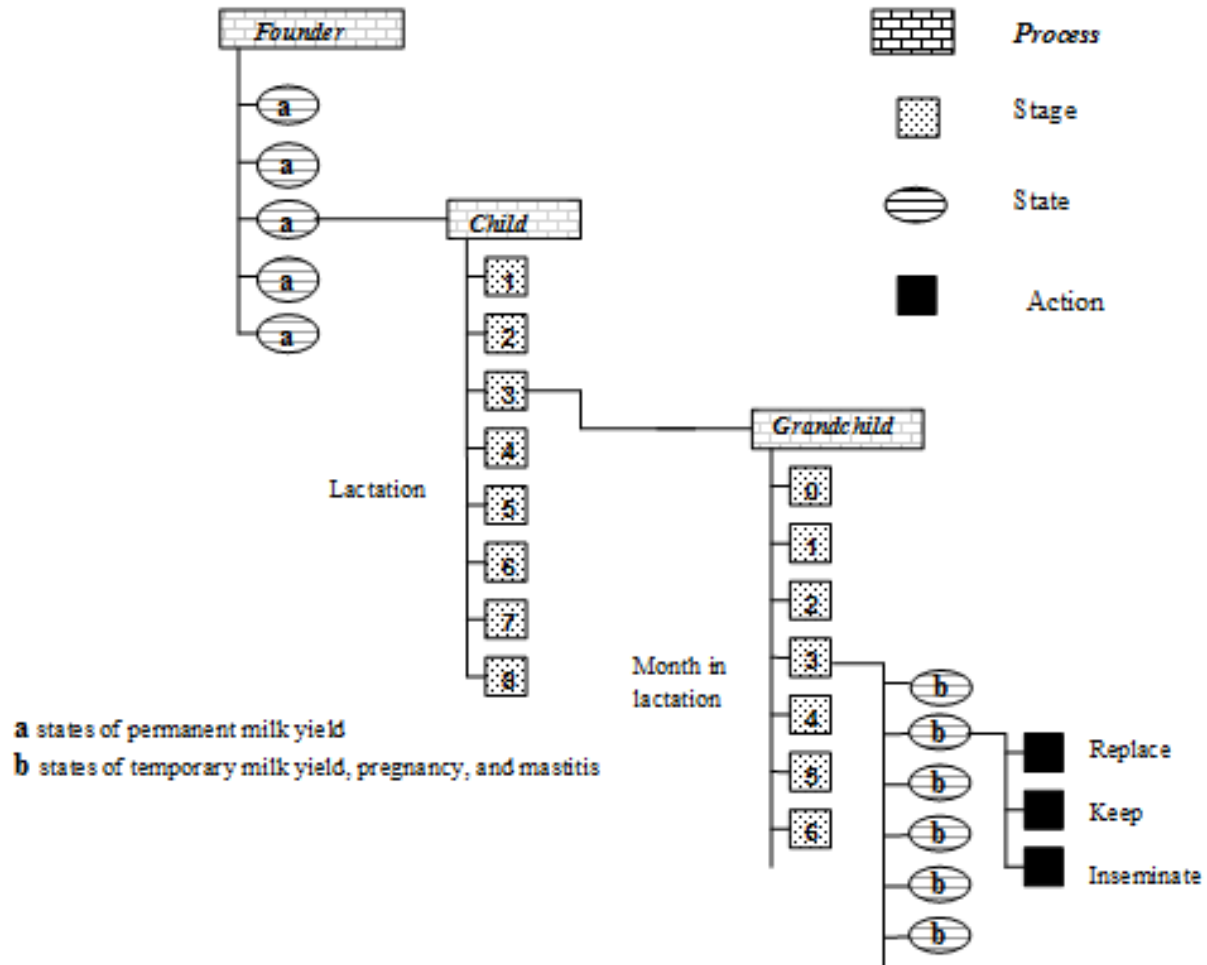 Founder
Process
a
Stage
a
State
a
Child
a
1
Action
a
2
3
Grandchild
4
Lactation
0
5
1
6
2
7
Month in
lactation
3
8
b
a states of permanent milk yield
4
b
Replace
b states of temporary milk yield, pregnancy, and mastitis
5
b
Keep
6
b
Inseminate
b
b